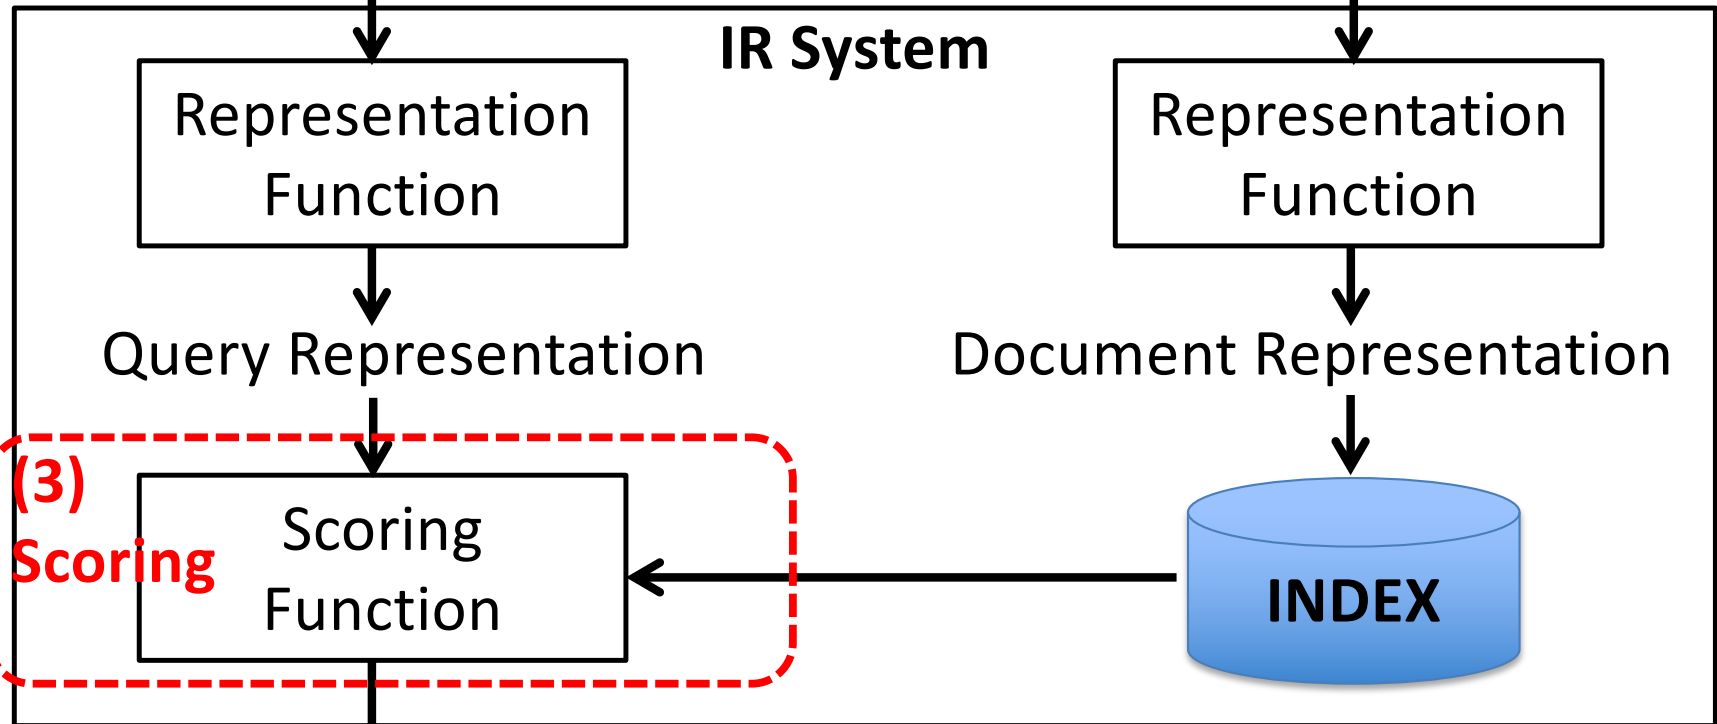 IR System
Representation
Function
Representation
Function
Query Representation
Document Representation
(3)
Scoring
Scoring
Function
INDEX